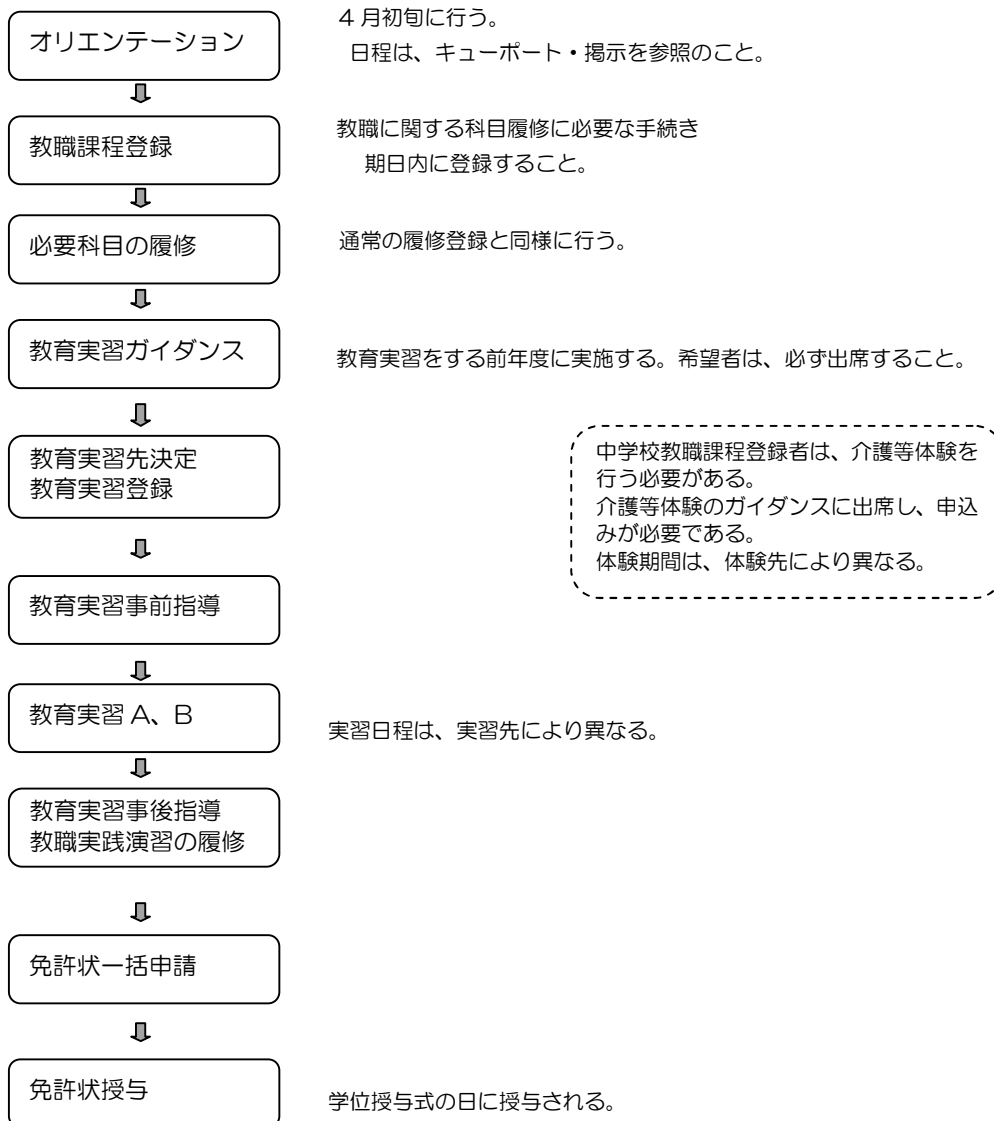 オリエンテーション
4月初旬に行う。
日程は、キューポート・掲示を参照のこと。
教職課程登録
教職に関する科目履修に必要な手続き
期日内に登録すること。
必要科目の履修
通常の履修登録と同様に行う。
教育実習ガイダンス
教育実習をする前年度に実施する。希望者は、必ず出席すること。
教育実習先決定
教育実習登録
中学校教職課程登録者は、介護等体験を
行う必要がある。
介護等体験のガイダンスに出席し、申込
みが必要である。
体験期間は、体験先により異なる。
教育実習事前指導
教育実習 A、B
実習日程は、実習先により異なる。
教育実習事後指導
教職実践演習の履修
免許状一括申請
免許状授与
学位授与式の日に授与される。